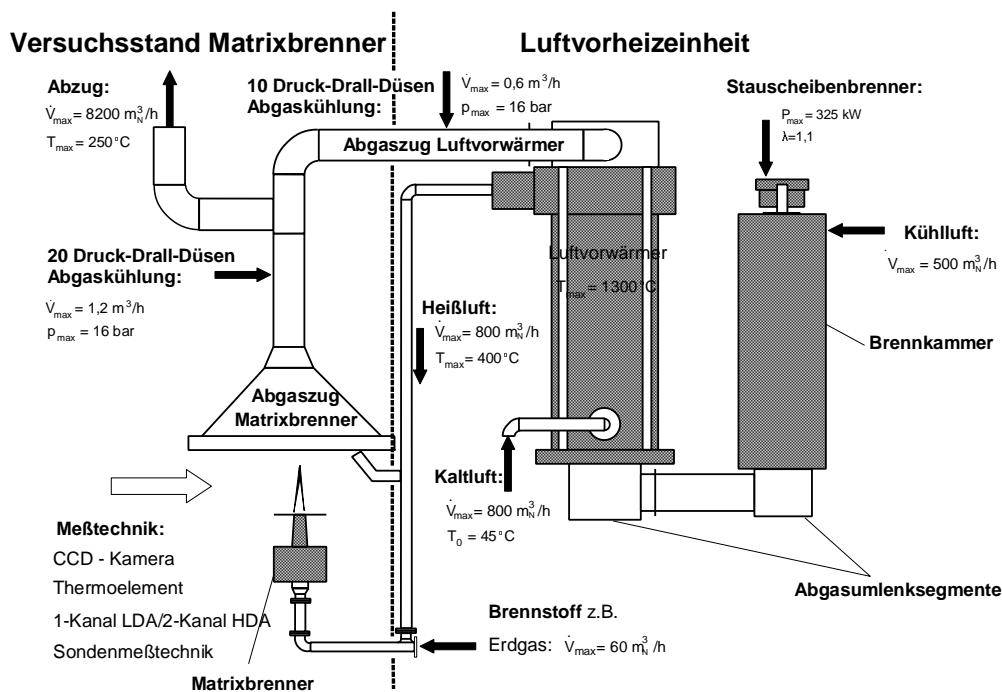 Versuchsstand Matrixbrenner
Luftvorheizeinheit
Abzug:
V̇max = 8200 m³N/h
Tmax = 250°C
10 Druck-Drall-Düsen
Abgaskühlung:
V̇max = 0,6 m³/h
pmax = 16 bar
Stauscheibenbrenner:
Pmax = 325 kW
λ=1,1
Abgaszug Luftvorwärmer
20 Druck-Drall-Düsen
Abgaskühlung:
V̇max = 1,2 m³/h
pmax = 16 bar
Luftvorwärmer
Tmax = 1300°C
Kühlluft:
V̇max = 500 m³N/h
Heißluft:
V̇max = 800 m³N/h
Tmax = 400°C
Brennkammer
Abgaszug
Matrixbrenner
Kaltluft:
V̇max = 800 m³N/h
T0 = 45°C
Meßtechnik:
CCD - Kamera
Thermoelement
1-Kanal LDA/2-Kanal HDA
Sondenmeßtechnik
Matrixbrenner
Abgasumlenksegmente
Brennstoff z.B.
Erdgas: V̇max = 60 m³N/h